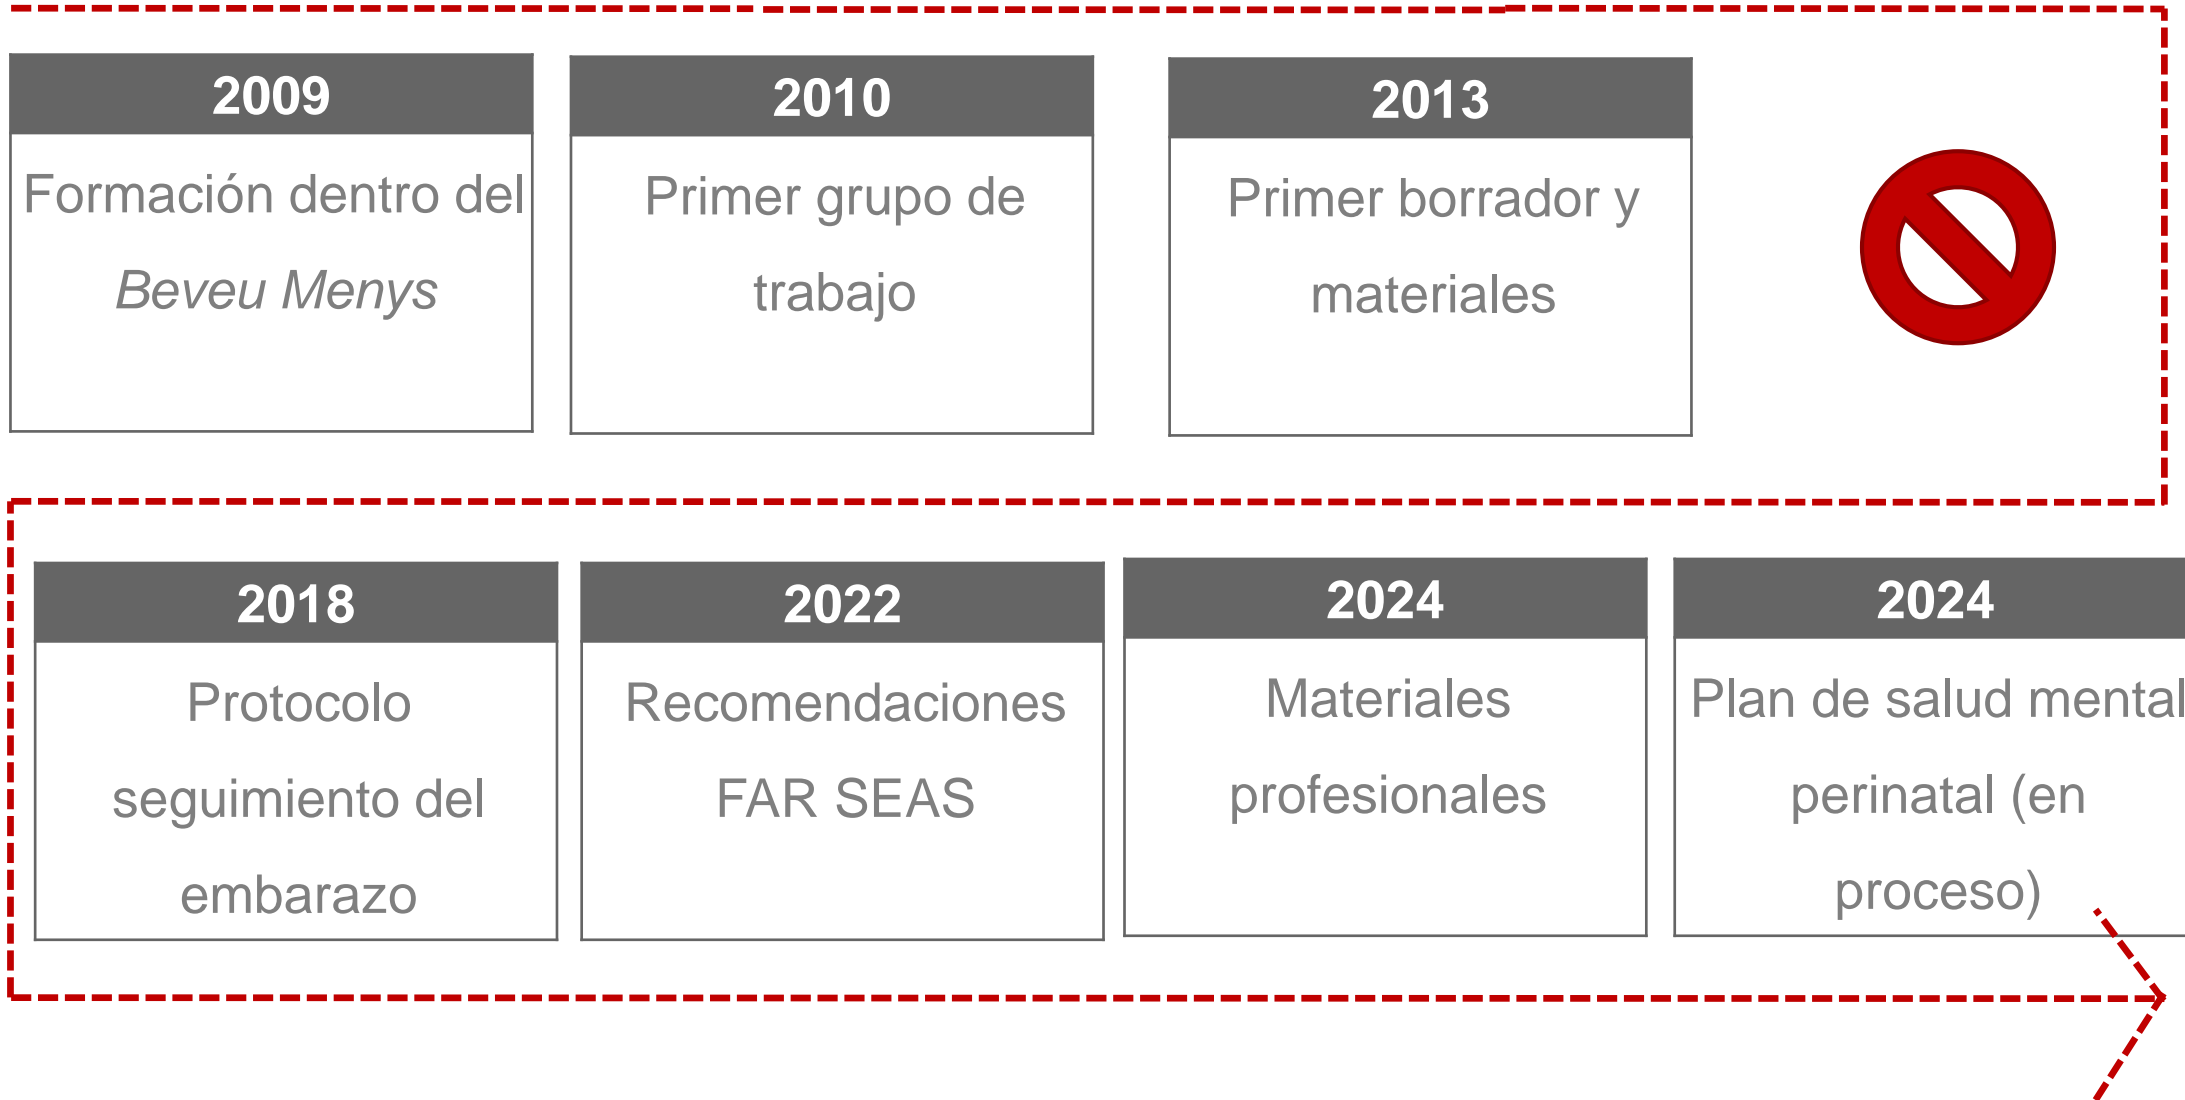 2009
Formación dentro del
Beveu Menys
2010
Primer grupo de
trabajo
2013
Primer borrador y
materiales
2018
Protocolo
seguimiento del
embarazo
2022
Recomendaciones
FAR SEAS
2024
Materiales
profesionales
2024
Plan de salud mental
perinatal (en
proceso)